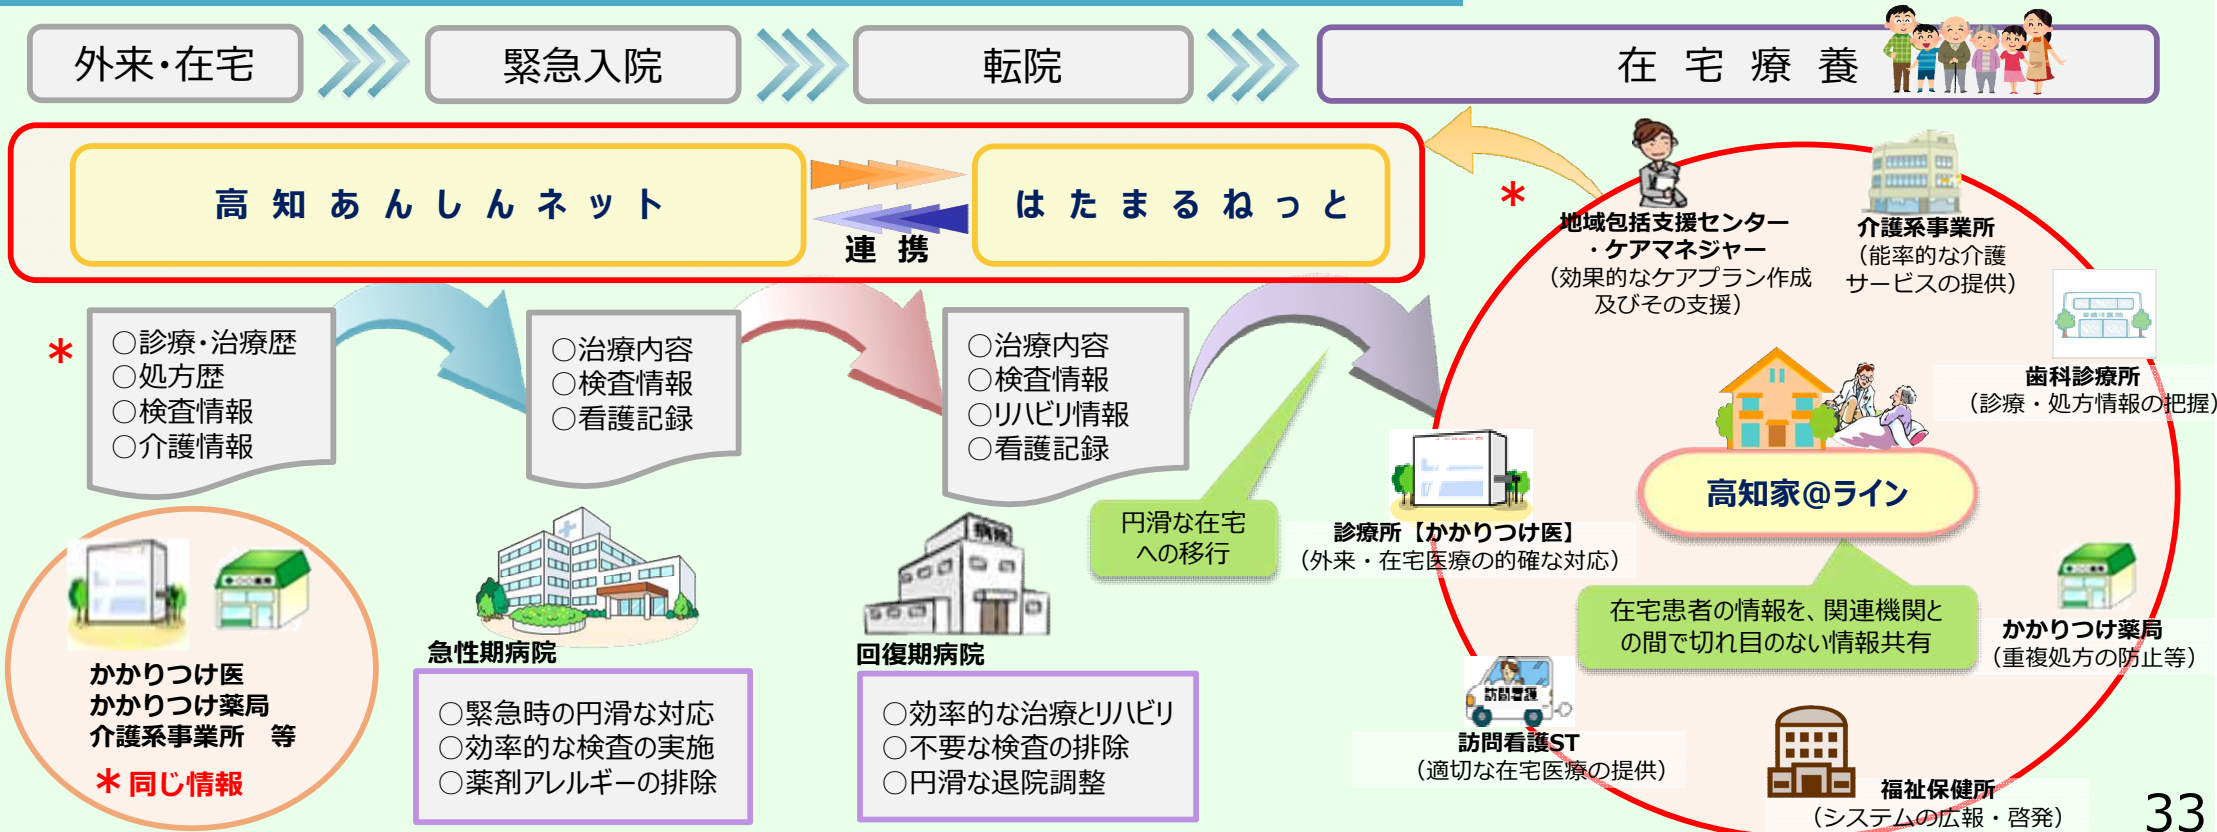 外来・在宅
緊急入院
転院
在宅療養
高知あんしんネット
連携
はたまるねっと
＊
○診療・治療歴
○処方歴
○検査情報
○介護情報
○治療内容
○検査情報
○看護記録
○治療内容
○検査情報
○リハビリ情報
○看護記録
円滑な在宅
への移行
かかりつけ医
かかりつけ薬局
介護系事業所　等
＊同じ情報
急性期病院
○緊急時の円滑な対応
○効率的な検査の実施
○薬剤アレルギーの排除
病院
回復期病院
○効率的な治療とリハビリ
○不要な検査の排除
○円滑な退院調整
＊
地域包括支援センター
・ケアマネジャー
（効果的なケアプラン作成
及びその支援）
介護系事業所
（能率的な介護
サービスの提供）
歯科診療所
（診療・処方情報の把握）
高知家@ライン
診療所【かかりつけ医】
（外来・在宅医療の的確な対応）
在宅患者の情報を、関連機関と
の間で切れ目のない情報共有
かかりつけ薬局
（重複処方の防止等）
訪問看護
訪問看護ST
（適切な在宅医療の提供）
福祉保健所
（システムの広報・啓発）
33